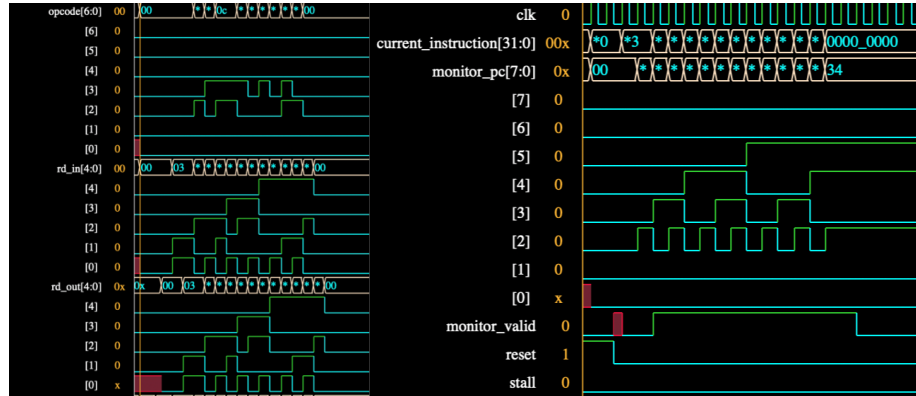 opcode[6:0] 00 00 * * 0c * * * * * * 00
[6] 0
[5] 0
[4] 0
[3] 0
[2] 0
[1] 0
[0] 0
rd_in[4:0] 00 00 03 * * * * * * * * * * 00
[4] 0
[3] 0
[2] 0
[1] 0
[0] 0
rd_out[4:0] 0x 0x 00 03 * * * * * * * * * * 00
[4] 0
[3] 0
[2] 0
[1] 0
[0] x
clk 0
current_instruction[31:0] 00x *0 *3 * * * * * * * * * * * 0000_0000
monitor_pc[7:0] 0x 00 * * * * * * * * * * * * 34
[7] 0
[6] 0
[5] 0
[4] 0
[3] 0
[2] 0
[1] 0
[0] x
monitor_valid 0
reset 1
stall 0